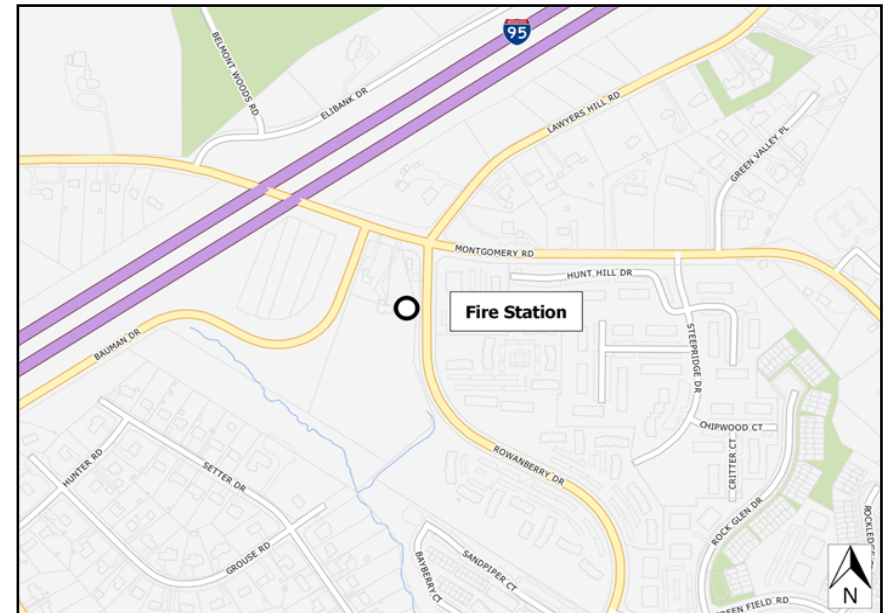 95
BELMONT WOODS RD
ELIBANK DR
LAWYERS HILL RD
GREEN VALLEY PL
MONTGOMERY RD
HUNT HILL DR
Fire Station
BAUMAN DR
STEEPRIDGE DR
CHIPWOOD CT
CRITTER CT
ROWANBERRY DR
HUNTER RD
SETTER DR
ROCK GLEN DR
GROUSE RD
SANDPIPER CT
BAYBERRY CT
N